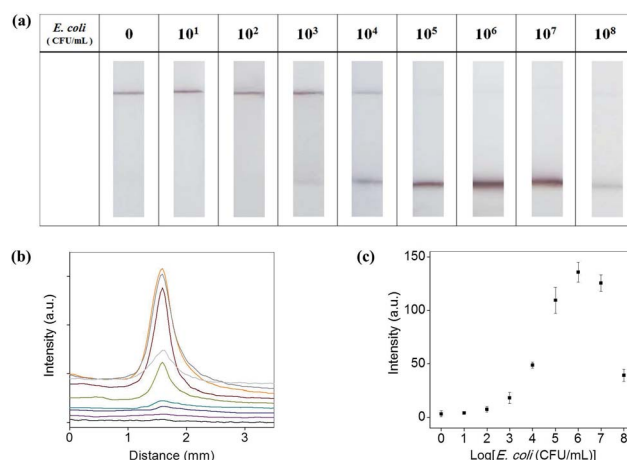 (a)
E. coli
( CFU/mL)
0 10¹ 10² 10³ 10⁴ 10⁵ 10⁶ 10⁷ 10⁸
(b)
Intensity (a.u.)
0 1 2 3
Distance (mm)
(c)
150
100
50
0
Intensity (a.u.)
0 1 2 3 4 5 6 7 8
Log[E. coli (CFU/mL)]